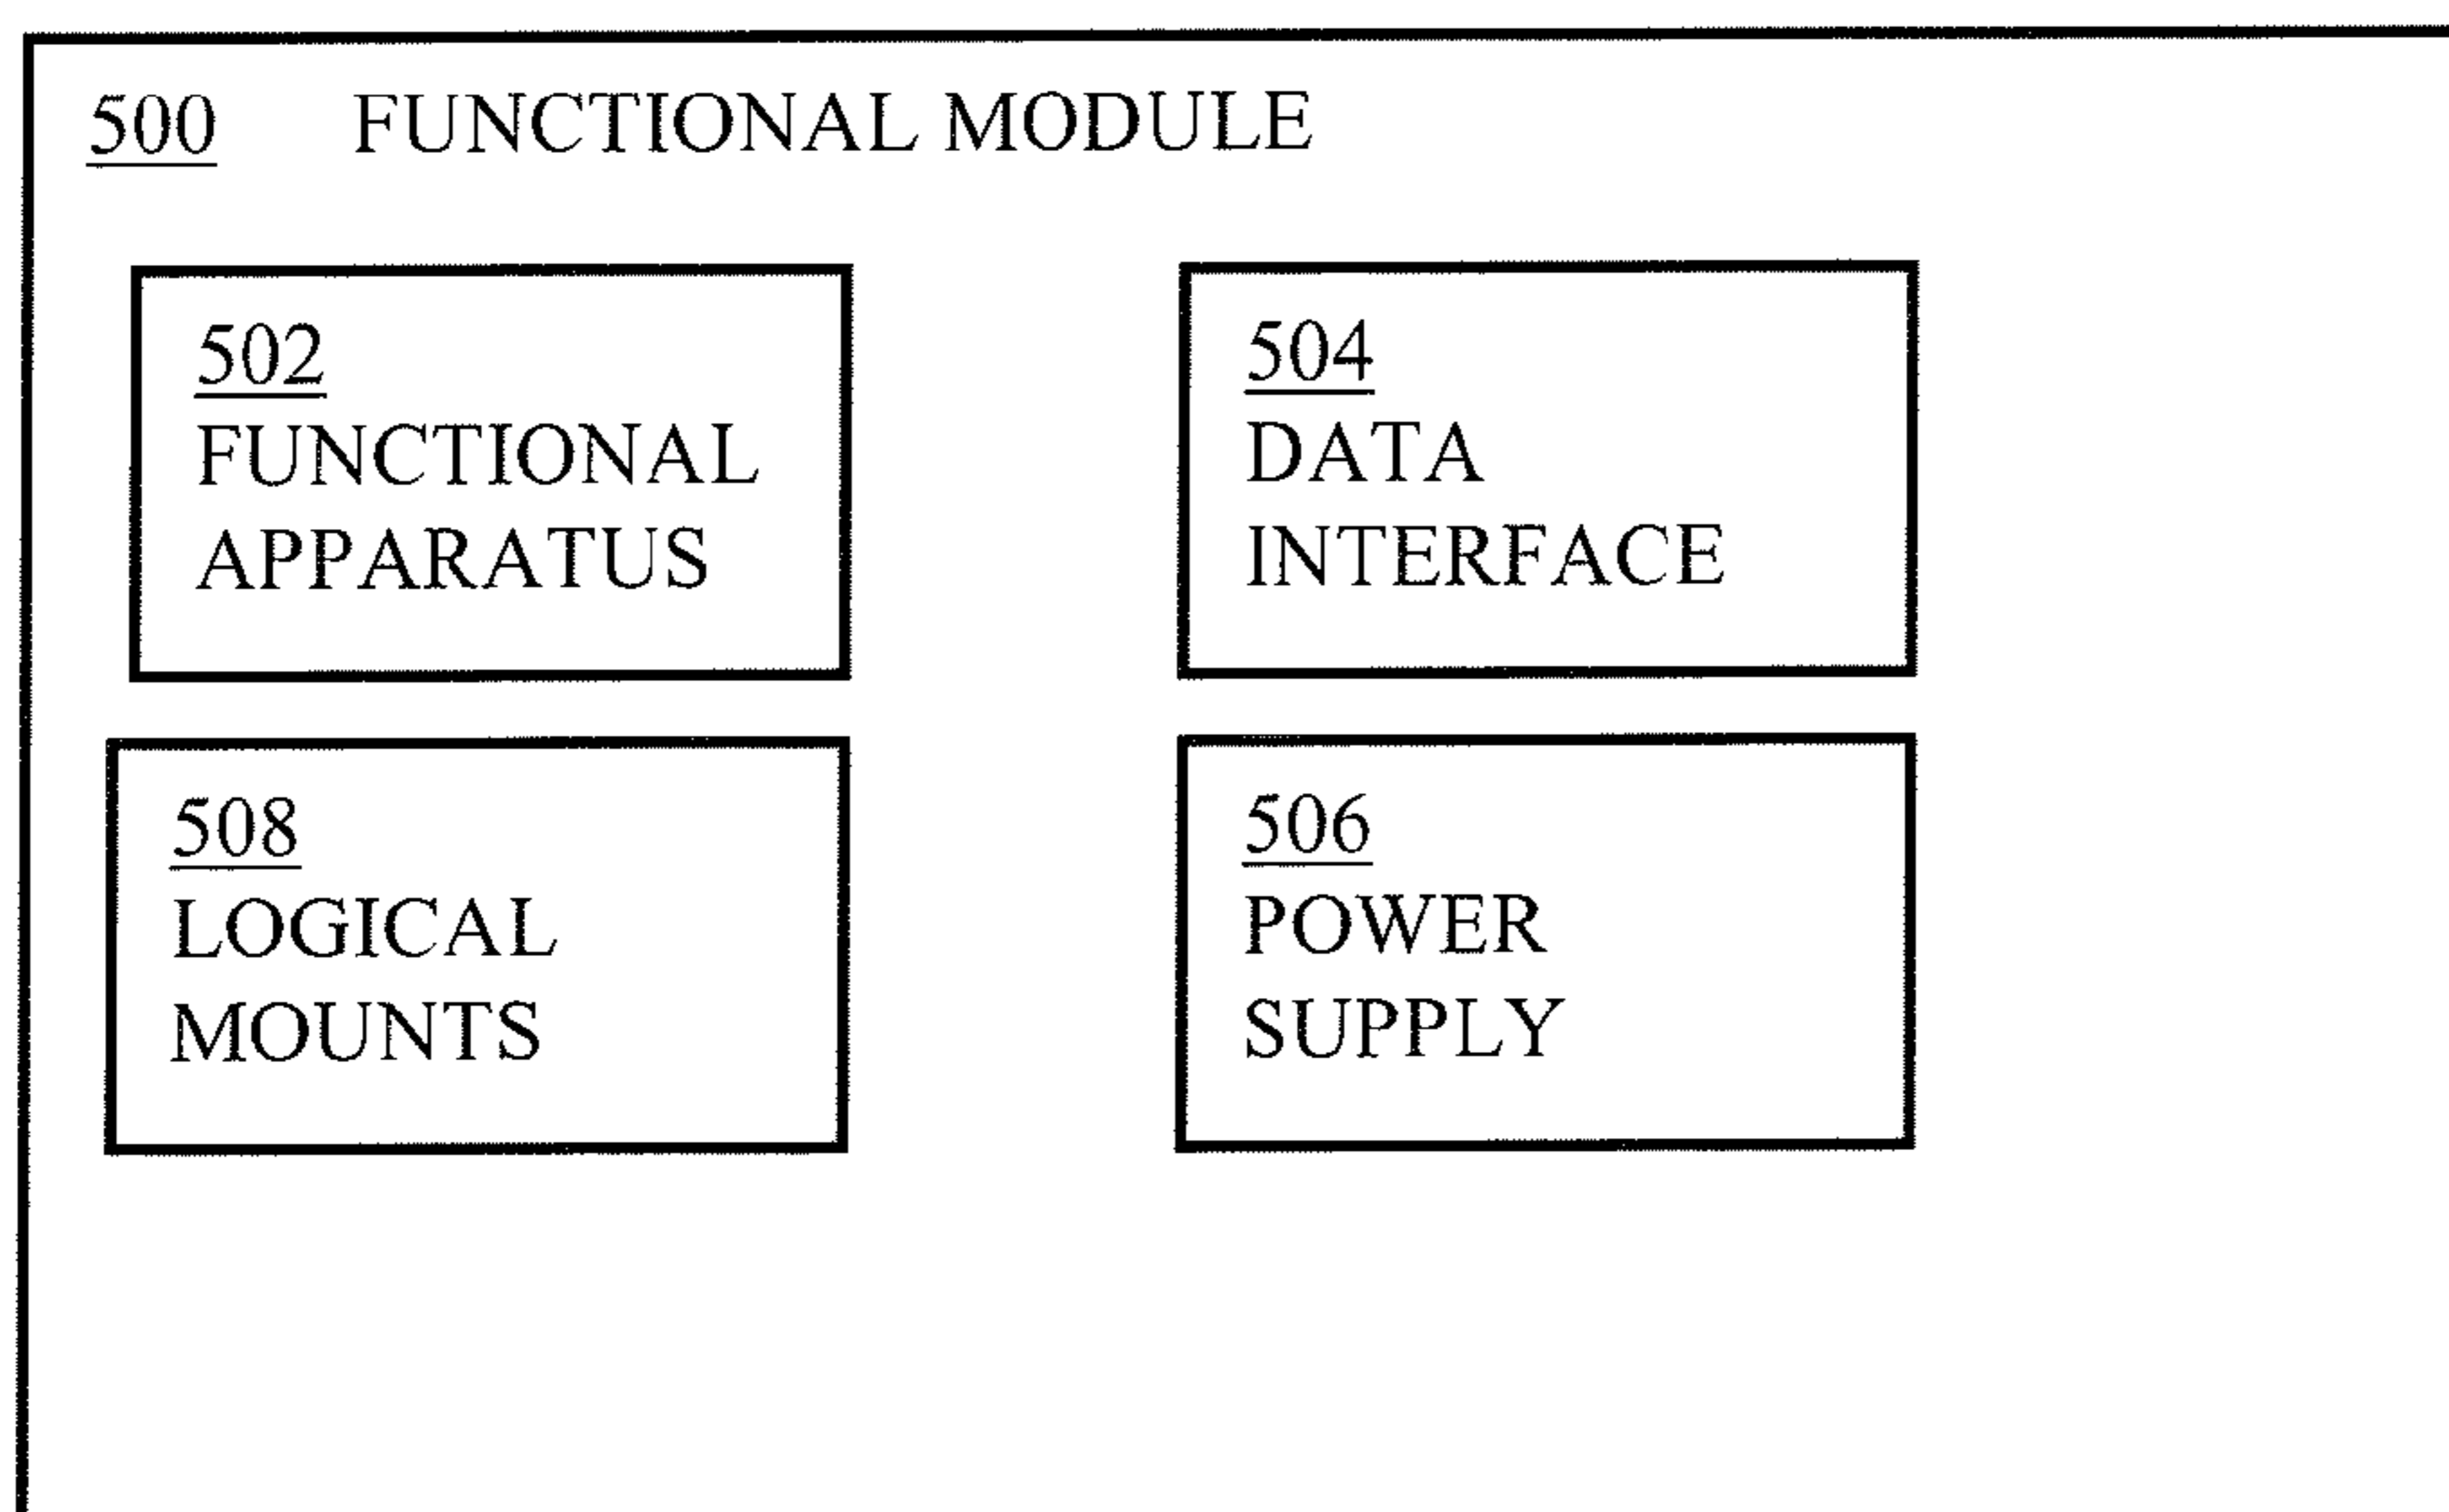 500 FUNCTIONAL MODULE
502
FUNCTIONAL
APPARATUS
504
DATA
INTERFACE
508
LOGICAL
MOUNTS
506
POWER
SUPPLY